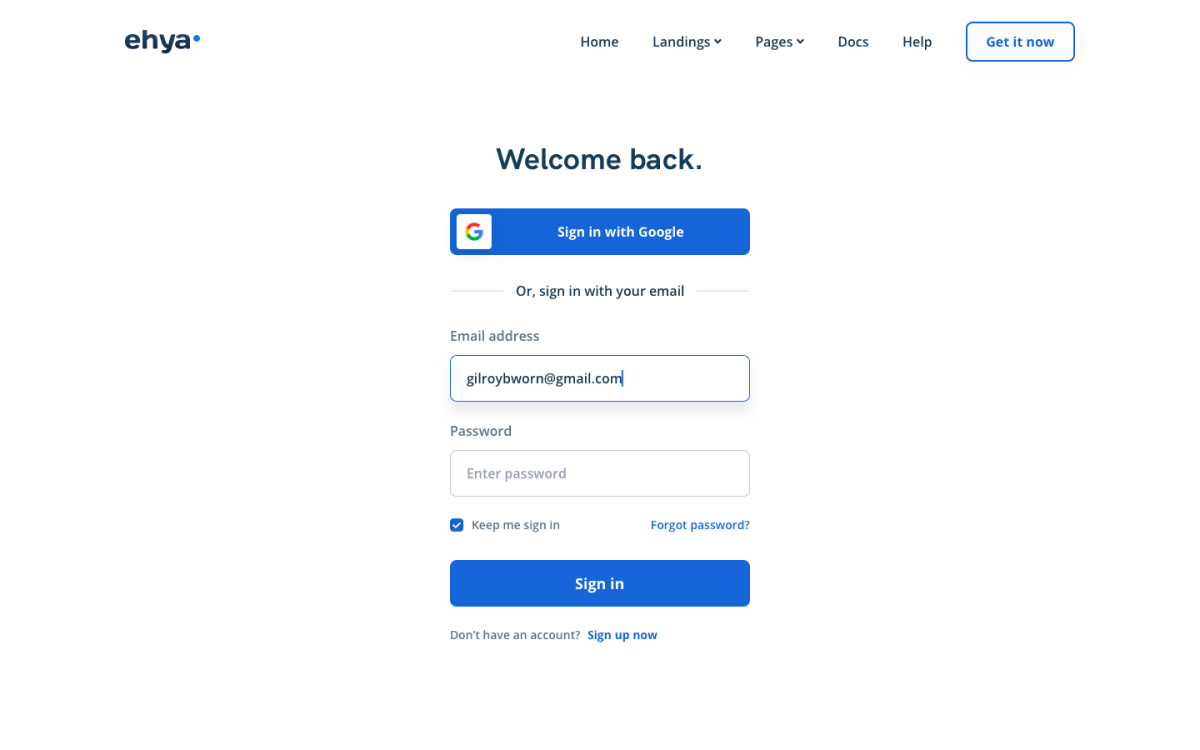 ehya
Home Landings Pages Docs Help Get it now
Welcome back.
Sign in with Google
Or, sign in with your email
Email address
gilroybworn@gmail.com
Password
Enter password
Keep me sign in Forgot password?
Sign in
Don't have an account? Sign up now